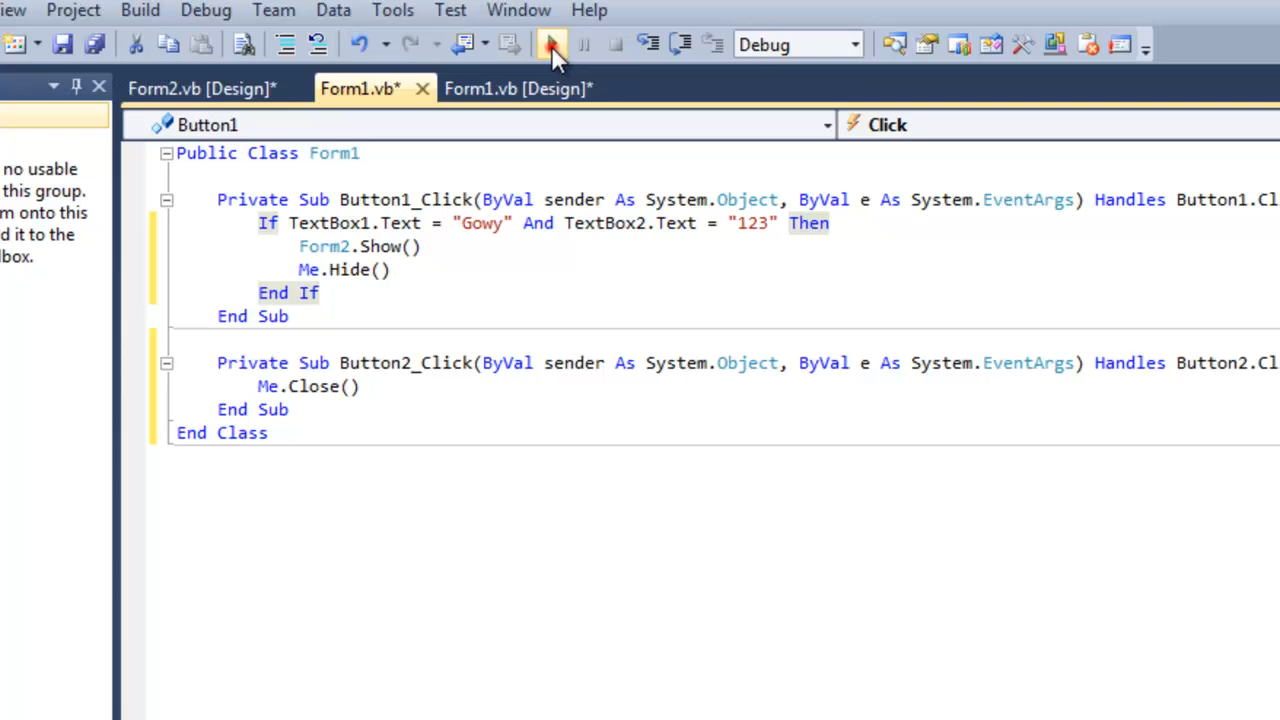 iew Project Build Debug Team Data Tools Test Window Help
Debug
Form2.vb [Design]* Form1.vb* Form1.vb [Design]*
Button1 Click
no usable
this group.
m onto this
d it to the
lbox.
Public Class Form1
Private Sub Button1_Click(ByVal sender As System.Object, ByVal e As System.EventArgs) Handles Button1.Cl
If TextBox1.Text = "Gowy" And TextBox2.Text = "123" Then
Form2.Show()
Me.Hide()
End If
End Sub
Private Sub Button2_Click(ByVal sender As System.Object, ByVal e As System.EventArgs) Handles Button2.Cl
Me.Close()
End Sub
End Class